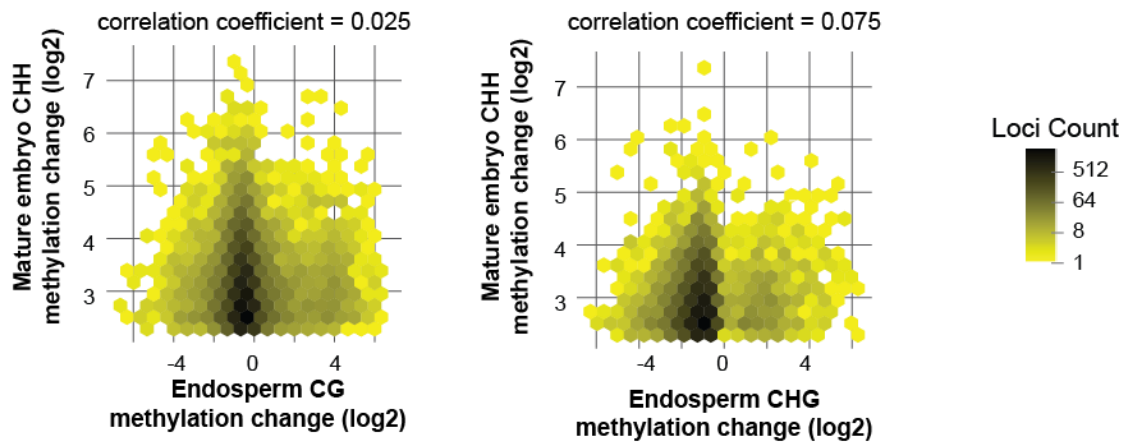 correlation coefficient = 0.025
Mature embryo CHH
methylation change (log2)
7
6
5
4
3
-4 0 4
Endosperm CG
methylation change (log2)
correlation coefficient = 0.075
Mature embryo CHH
methylation change (log2)
7
6
5
4
3
-4 0 4
Endosperm CHG
methylation change (log2)
Loci Count
512
64
8
1